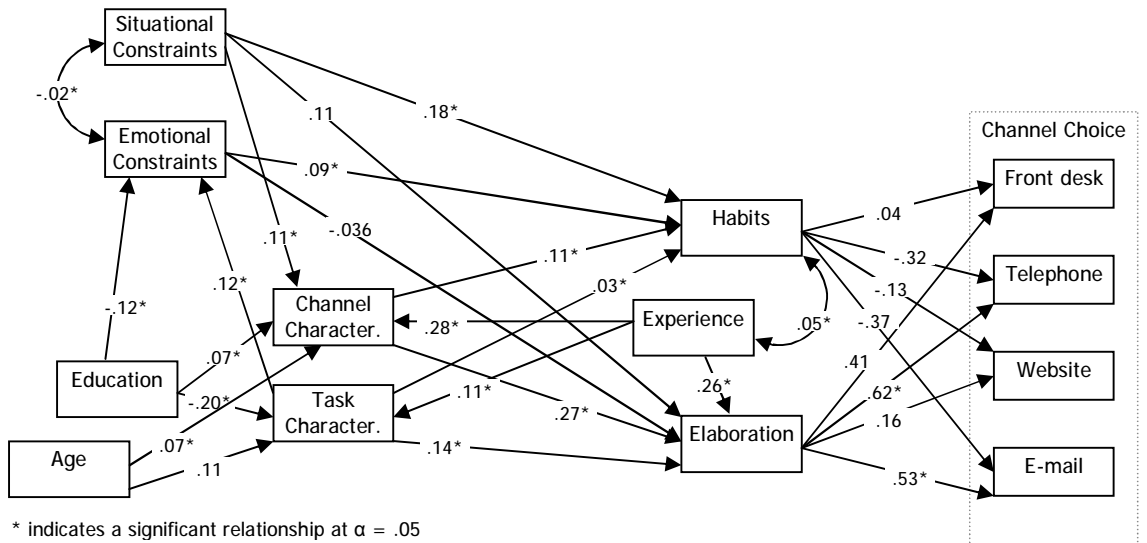 Situational
Constraints
-.02*
Emotional
Constraints
.11
.18*
.09*
-.036
.11*
.12*
-.12*
Channel
Character.
.11*
.03*
Habits
.28*
Experience
.05*
.07*
Education
-.20*
Task
Character.
.11*
.26*
.27*
Age
.07*
.11
.14*
Elaboration
Channel Choice
Front desk
.04
-.32
Telephone
-.13
-.37
.41
Website
.62*
.16
E-mail
.53*
* indicates a significant relationship at α = .05